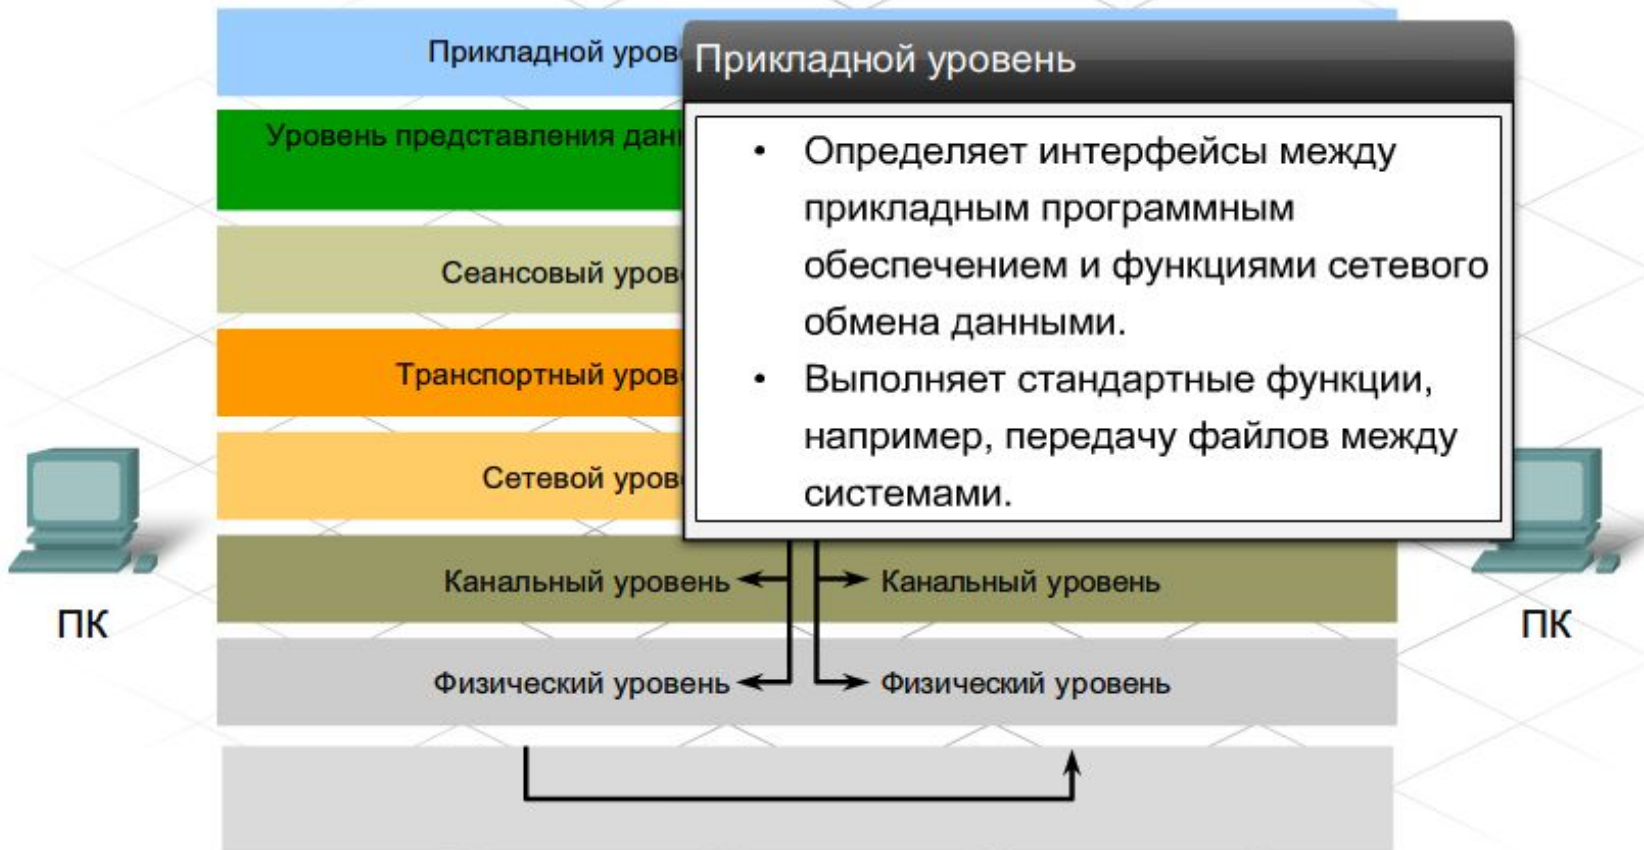 Прикладной уров
Прикладной уровень
Уровень представления дан
• Определяет интерфейсы между
прикладным программным
обеспечением и функциями сетевого
обмена данными.
• Выполняет стандартные функции,
например, передачу файлов между
системами.
Сеансовый уров
Транспортный уров
Сетевой уров
Канальный уровень
Канальный уровень
Физический уровень
Физический уровень
ПК
ПК